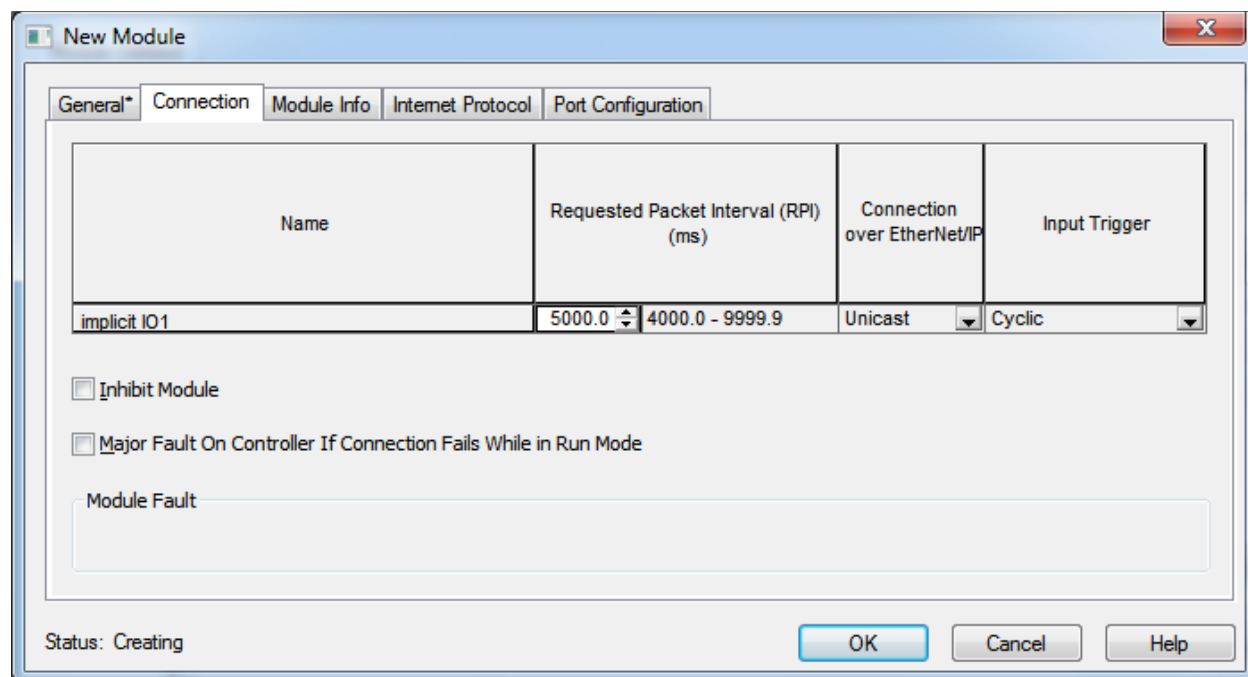 New Module
General* Connection Module Info Internet Protocol Port Configuration
Name Requested Packet Interval (RPI) (ms) Connection over EtherNet/IP Input Trigger
implicit IO1 5000.0 4000.0 - 9999.9 Unicast Cyclic
Inhibit Module
Major Fault On Controller If Connection Fails While in Run Mode
Module Fault
Status: Creating OK Cancel Help